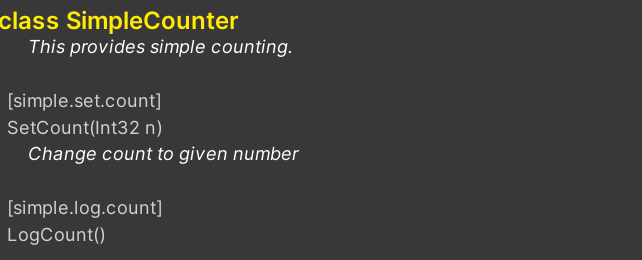 class SimpleCounter
This provides simple counting.
[simple.set.count]
SetCount(Int32 n)
Change count to given number
[simple.log.count]
LogCount()